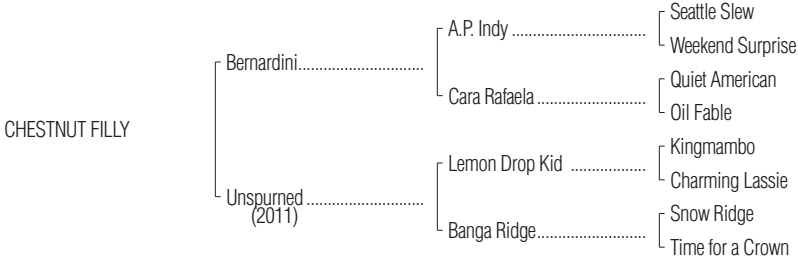 Seattle Slew
A.P. Indy ................................
Weekend Surprise
Bernardini..............................
Quiet American
Cara Rafaela ..........................
Oil Fable
CHESTNUT FILLY
Kingmambo
Lemon Drop Kid ..................
Charming Lassie
Unspurned ............................
(2011)
Snow Ridge
Banga Ridge..........................
Time for a Crown